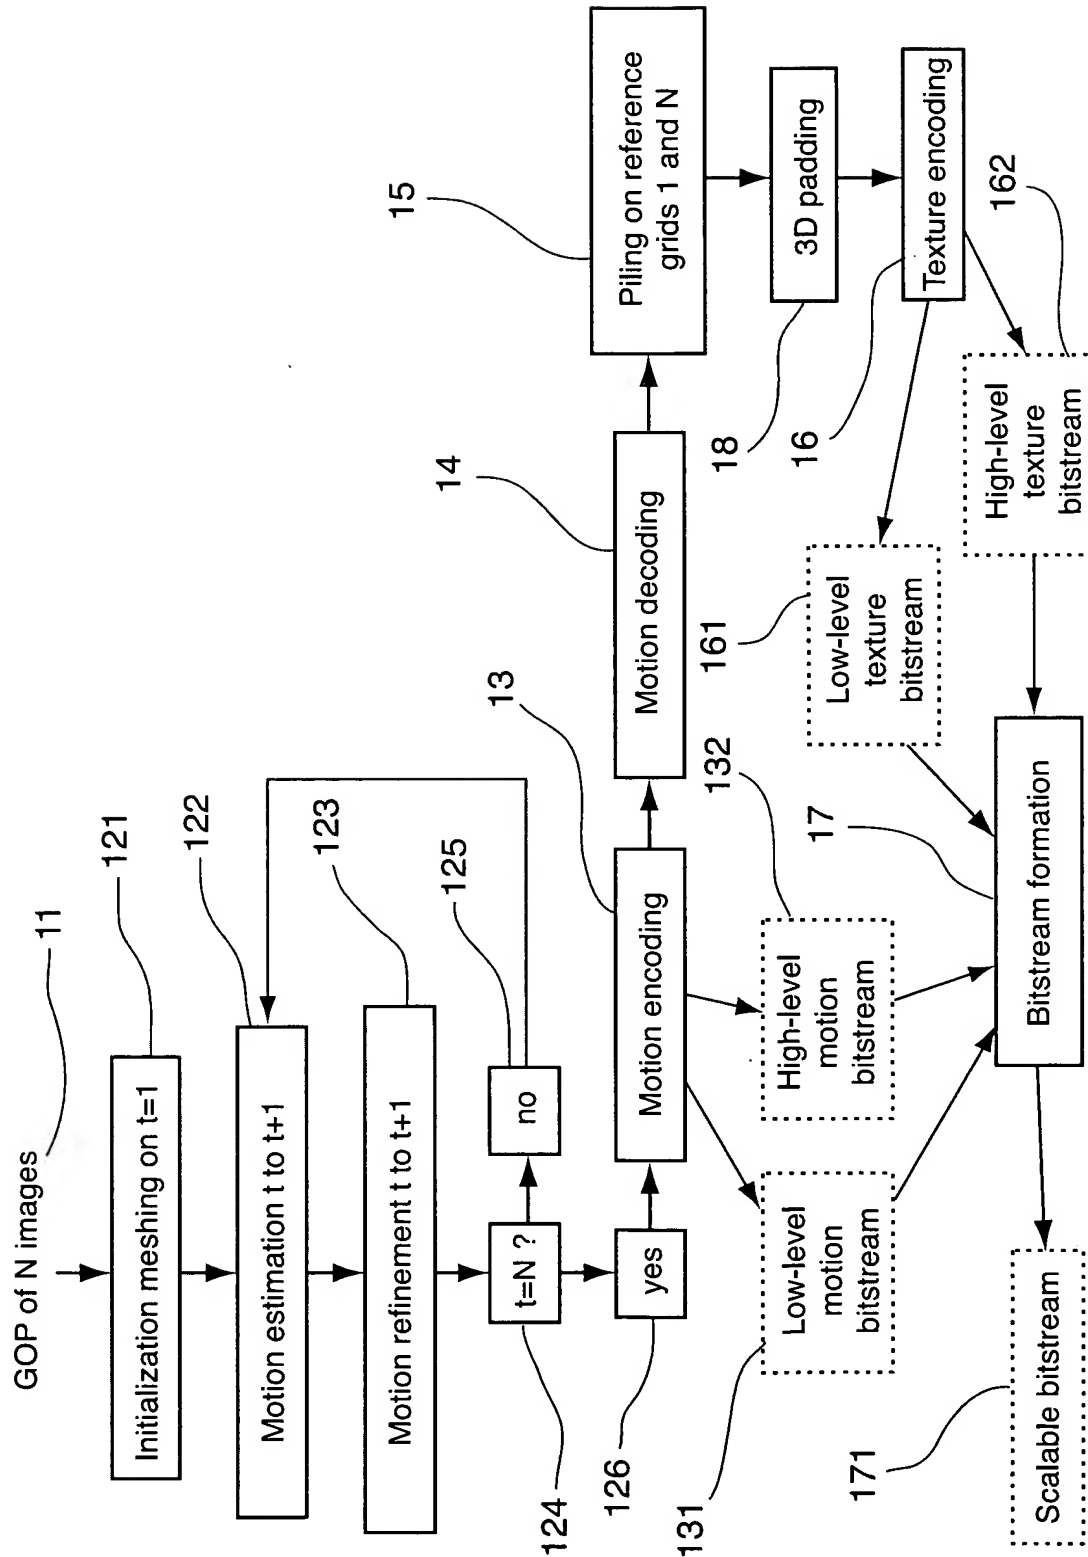 GOP of N images
11
Initialization meshing on t=1
121
Motion estimation t to t+1
122
Motion refinement t to t+1
123
t=N ?
124
no
125
yes
126
Motion encoding
13
Motion decoding
14
Piling on reference
grids 1 and N
15
3D padding
18
Texture encoding
16
Low-level
motion
bitstream
131
High-level
motion
bitstream
132
Low-level
texture
bitstream
161
High-level
texture
bitstream
162
Bitstream formation
17
Scalable bitstream
171